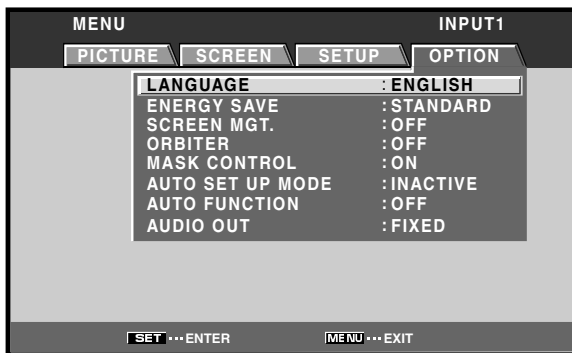 MENU INPUT1
PICTURE SCREEN SETUP OPTION
LANGUAGE : ENGLISH
ENERGY SAVE : STANDARD
SCREEN MGT. : OFF
ORBITER : OFF
MASK CONTROL : ON
AUTO SET UP MODE : INACTIVE
AUTO FUNCTION : OFF
AUDIO OUT : FIXED
SET ··· ENTER MENU ··· EXIT